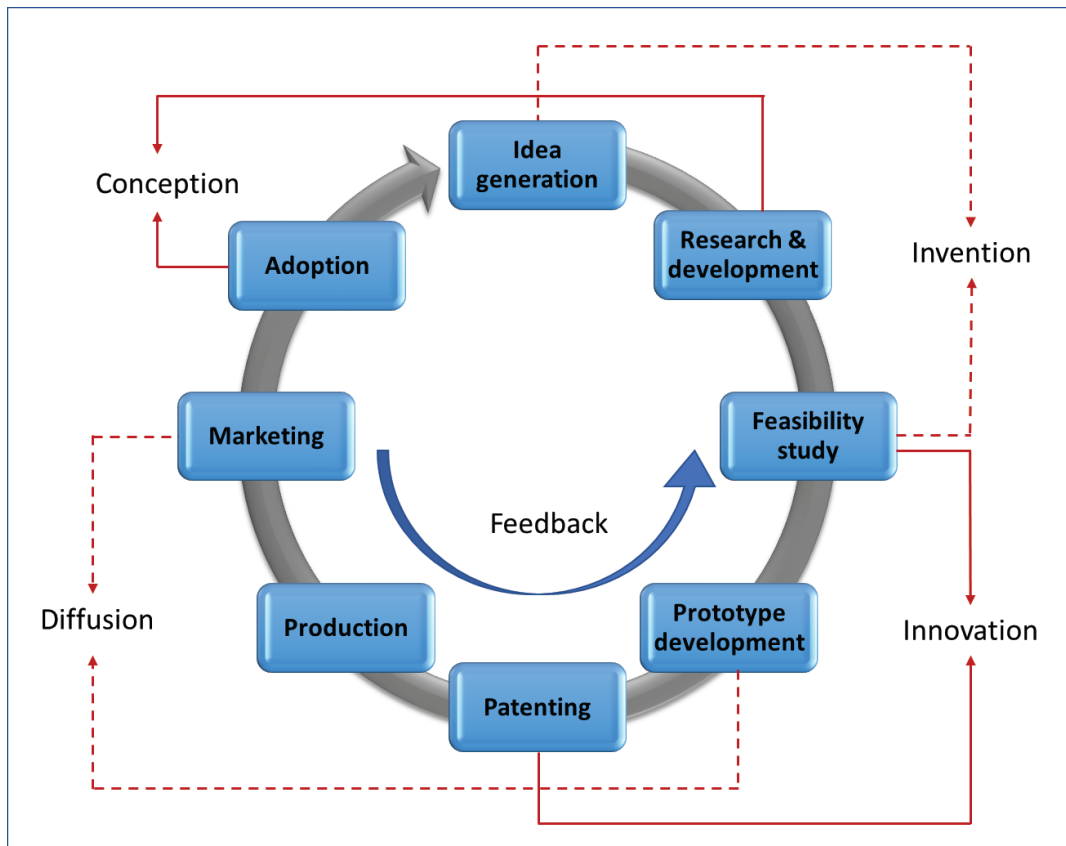 Idea
generation
Conception
Research &
development
Invention
Adoption
Marketing
Feasibility
study
Feedback
Diffusion
Production
Prototype
development
Innovation
Patenting